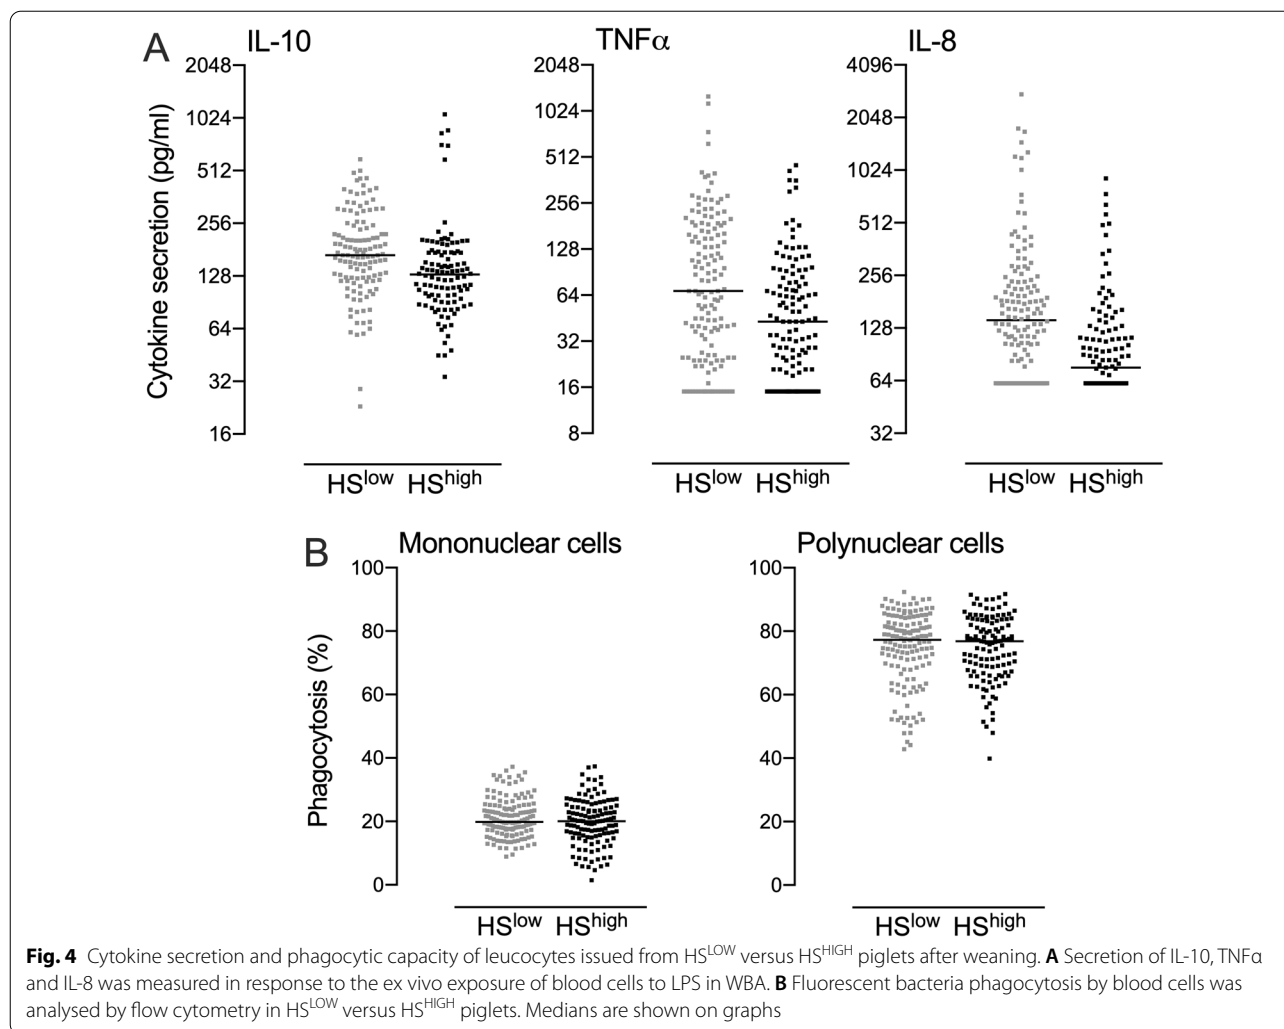 A
IL-10
TNFα
IL-8
Cytokine secretion (pg/ml)
2048
1024
512
256
128
64
32
16
HSlow HShigh
2048
1024
512
256
128
64
32
16
8
HSlow HShigh
4096
2048
1024
512
256
128
64
32
HSlow HShigh
B
Mononuclear cells
Polynuclear cells
Phagocytosis (%)
100
80
60
40
20
0
HSlow HShigh
100
80
60
40
20
0
HSlow HShigh
Fig. 4 Cytokine secretion and phagocytic capacity of leucocytes issued from HSLOW versus HSHIGH piglets after weaning. A Secretion of IL-10, TNFα
and IL-8 was measured in response to the ex vivo exposure of blood cells to LPS in WBA. B Fluorescent bacteria phagocytosis by blood cells was
analysed by flow cytometry in HSLOW versus HSHIGH piglets. Medians are shown on graphs